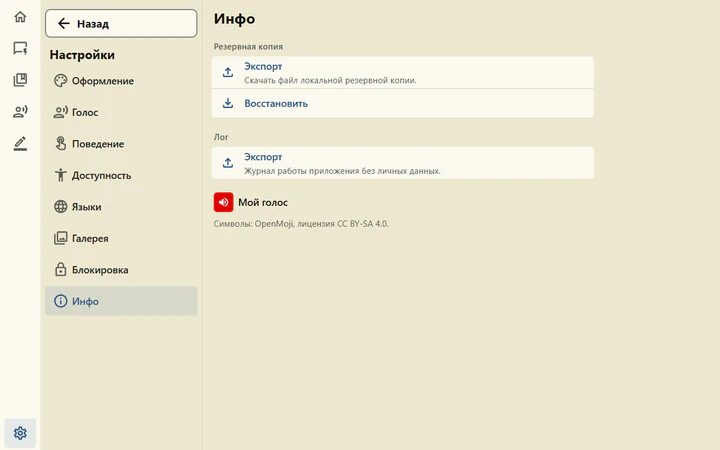 Назад
Настройки
Оформление
Голос
Поведение
Доступность
Языки
Галерея
Блокировка
Инфо
Инфо
Резервная копия
Экспорт
Скачать файл локальной резервной копии.
Восстановить
Лог
Экспорт
Журнал работы приложения без личных данных.
Мой голос
Символы: OpenMoji, лицензия CC BY-SA 4.0.